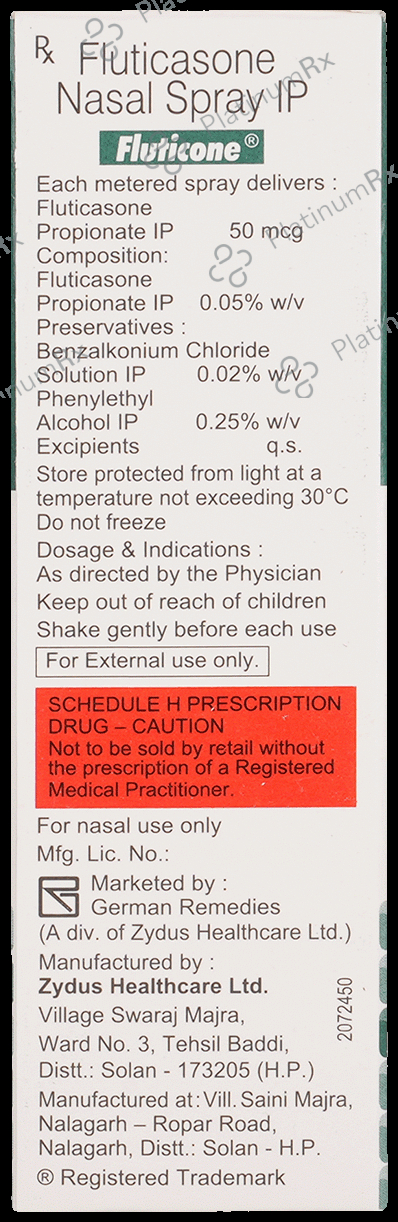 Rx Fluticasone
Nasal Spray IP
Fluticone®
Each metered spray delivers :
Fluticasone
Propionate IP 50 mcg
Composition:
Fluticasone
Propionate IP 0.05% w/v
Preservatives :
Benzalkonium Chloride
Solution IP 0.02% w/v
Phenylethyl
Alcohol IP 0.25% w/v
Excipients q.s.
Store protected from light at a
temperature not exceeding 30°C
Do not freeze
Dosage & Indications :
As directed by the Physician
Keep out of reach of children
Shake gently before each use
For External use only.
SCHEDULE H PRESCRIPTION
DRUG – CAUTION
Not to be sold by retail without
the prescription of a Registered
Medical Practitioner.
For nasal use only
Mfg. Lic. No.:
Marketed by :
German Remedies
(A div. of Zydus Healthcare Ltd.)
Manufactured by :
Zydus Healthcare Ltd.
Village Swaraj Majra,
Ward No. 3, Tehsil Baddi,
Distt.: Solan - 173205 (H.P.)
Manufactured at: Vill. Saini Majra,
Nalagarh – Ropar Road,
Nalagarh, Distt.: Solan - H.P.
® Registered Trademark
2072450
PlatinumRx
PlatinumRx
PlatinumRx